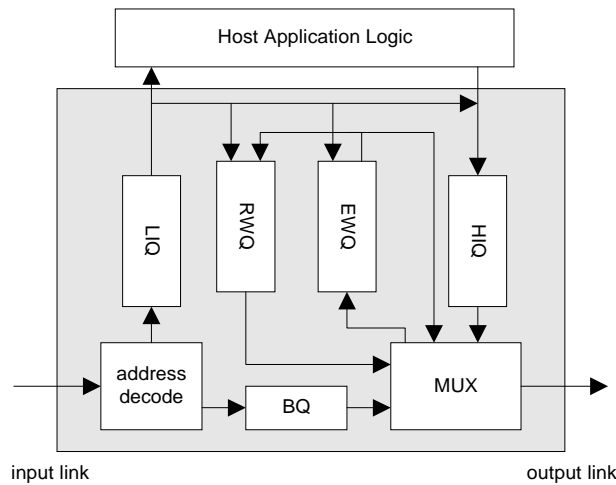 Host Application Logic
LIQ
RWQ
EWQ
HIQ
address
decode
BQ
MUX
input link
output link